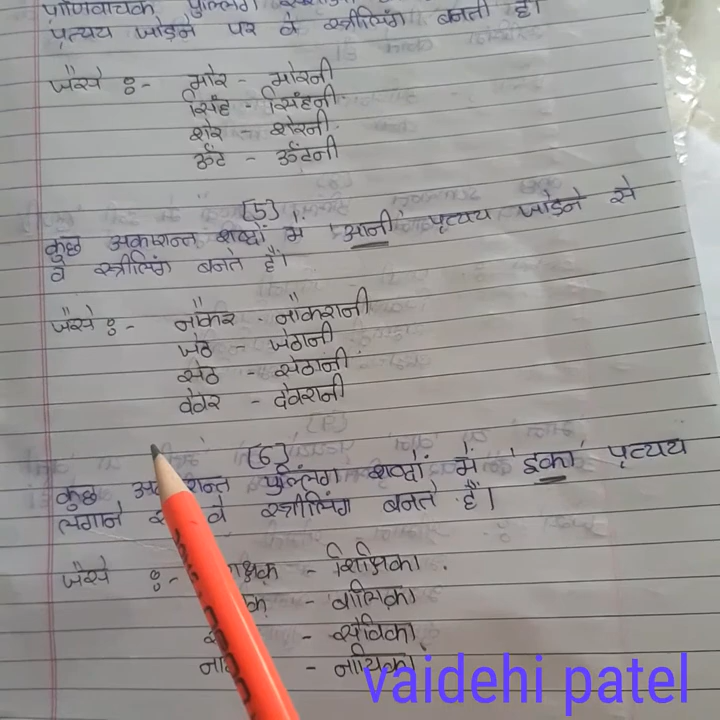 प्राणिवाचक पुल्लिंग
प्रत्यय जोड़ने पर वे स्त्रीलिंग बनती है।
जैसे :- मोर - मोरनी
सिंह - सिंहनी
शेर - शेरनी
ऊँट - ऊँटनी
[5]
कुछ अकारान्त शब्दों में 'आनी' प्रत्यय जोड़ने से
वे स्त्रीलिंग बनते हैं।
जैसे :- नौकर - नौकरानी
जेठ - जेठानी
सेठ - सेठानी
देवर - देवरानी
[6]
कुछ पुल्लिंग शब्दों में 'इका' प्रत्यय
लगाने वे स्त्रीलिंग बनते हैं।
जैसे :- क्षक - शिक्षिका
क - बालिका
- सेविका
ना - नायिका
vaidehi patel